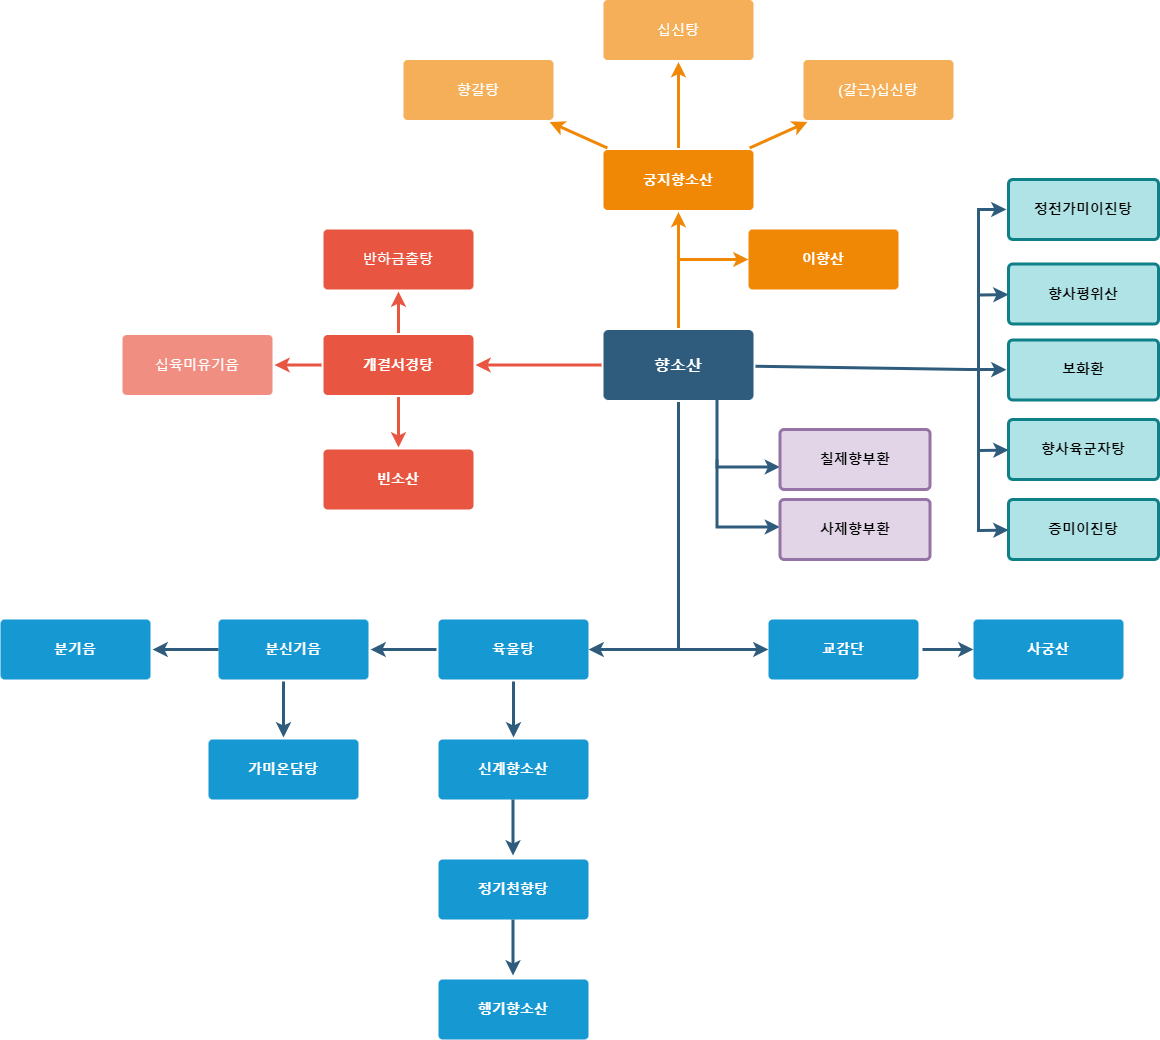 십신탕
향갈탕
(갈근)십신탕
궁지향소산
정전가미이진탕
반하금출탕
이향산
향사평위산
십육미유기음
개결서경탕
향소산
보화환
칠제향부환
향사육군자탕
빈소산
사제향부환
증미이진탕
분기음
분신기음
육울탕
교감단
사궁산
가미온담탕
신계향소산
정기천향탕
행기향소산